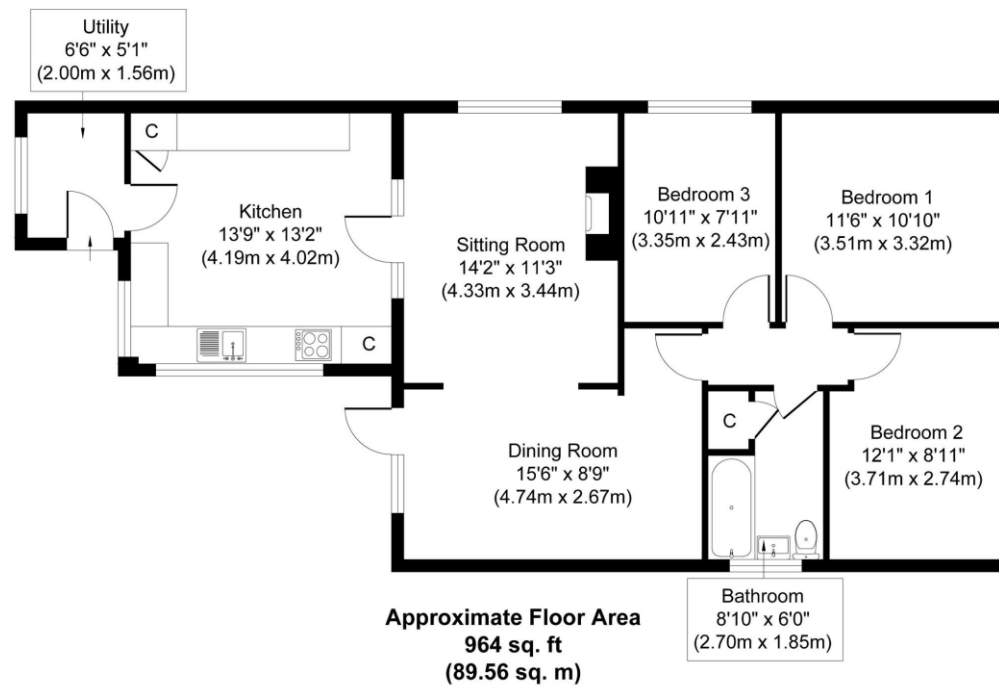 Utility
6'6" x 5'1"
(2.00m x 1.56m)
C
Kitchen
13'9" x 13'2"
(4.19m x 4.02m)
C
Sitting Room
14'2" x 11'3"
(4.33m x 3.44m)
Bedroom 3
10'11" x 7'11"
(3.35m x 2.43m)
Bedroom 1
11'6" x 10'10"
(3.51m x 3.32m)
Dining Room
15'6" x 8'9"
(4.74m x 2.67m)
C
Bedroom 2
12'1" x 8'11"
(3.71m x 2.74m)
Bathroom
8'10" x 6'0"
(2.70m x 1.85m)
Approximate Floor Area
964 sq. ft
(89.56 sq. m)